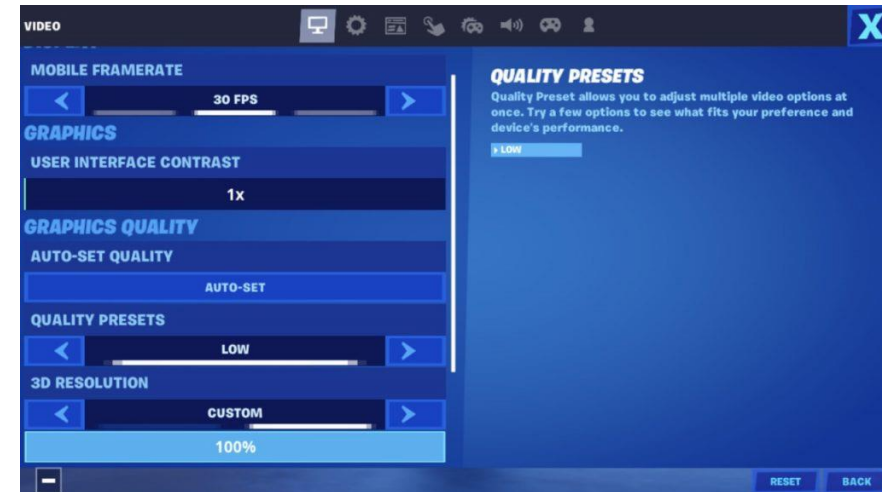 VIDEO
X
MOBILE FRAMERATE
30 FPS
GRAPHICS
USER INTERFACE CONTRAST
1x
GRAPHICS QUALITY
AUTO-SET QUALITY
AUTO-SET
QUALITY PRESETS
LOW
3D RESOLUTION
CUSTOM
100%
QUALITY PRESETS
Quality Preset allows you to adjust multiple video options at
once. Try a few options to see what fits your preference and
device's performance.
LOW
RESET
BACK